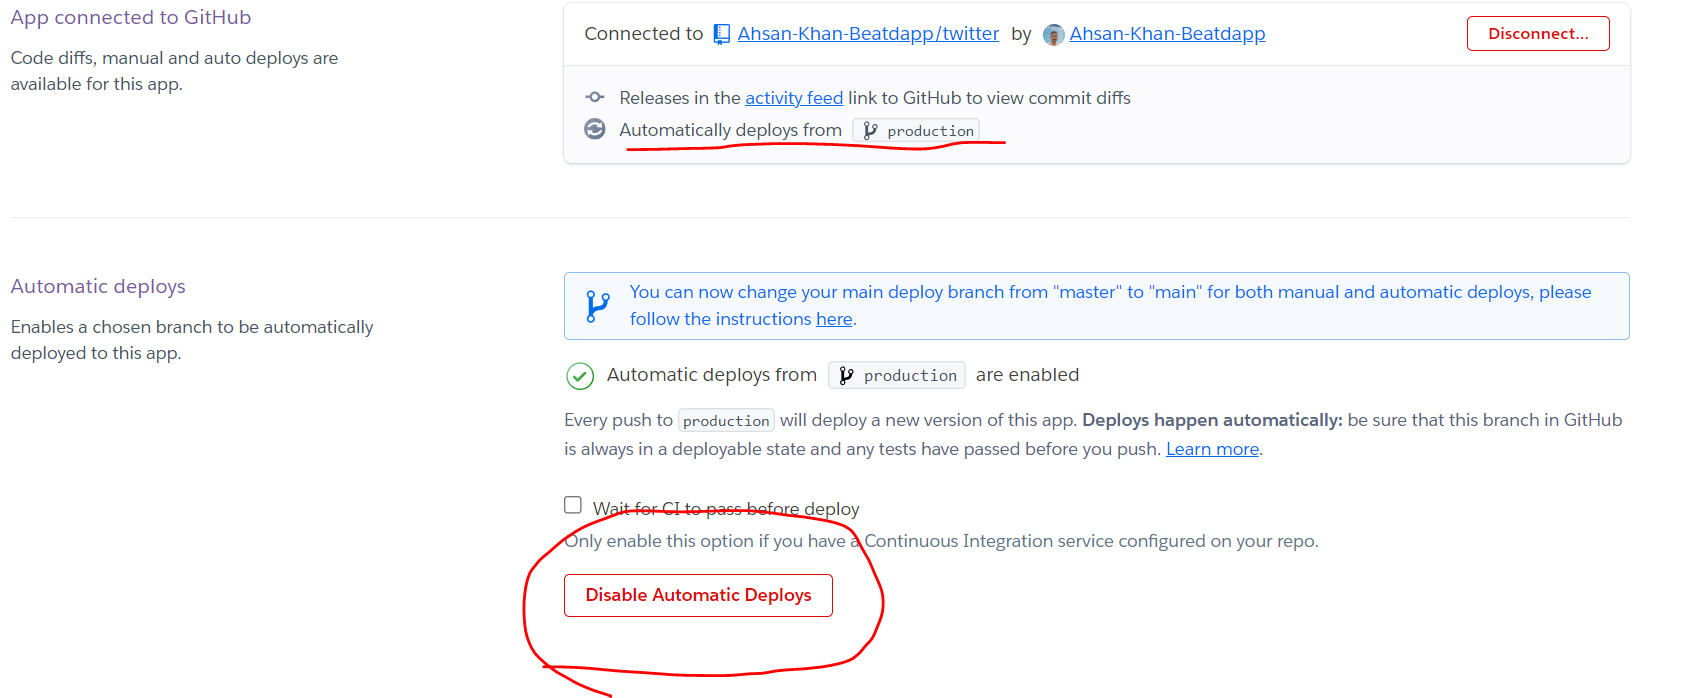 App connected to GitHub
Code diffs, manual and auto deploys are
available for this app.
Connected to Ahsan-Khan-Beatdapp/twitter by Ahsan-Khan-Beatdapp
Disconnect...
Releases in the activity feed link to GitHub to view commit diffs
Automatically deploys from production
Automatic deploys
Enables a chosen branch to be automatically
deployed to this app.
You can now change your main deploy branch from "master" to "main" for both manual and automatic deploys, please
follow the instructions here.
Automatic deploys from production are enabled
Every push to production will deploy a new version of this app. Deploys happen automatically: be sure that this branch in GitHub
is always in a deployable state and any tests have passed before you push. Learn more.
Wait for CI to pass before deploy
Only enable this option if you have a Continuous Integration service configured on your repo.
Disable Automatic Deploys